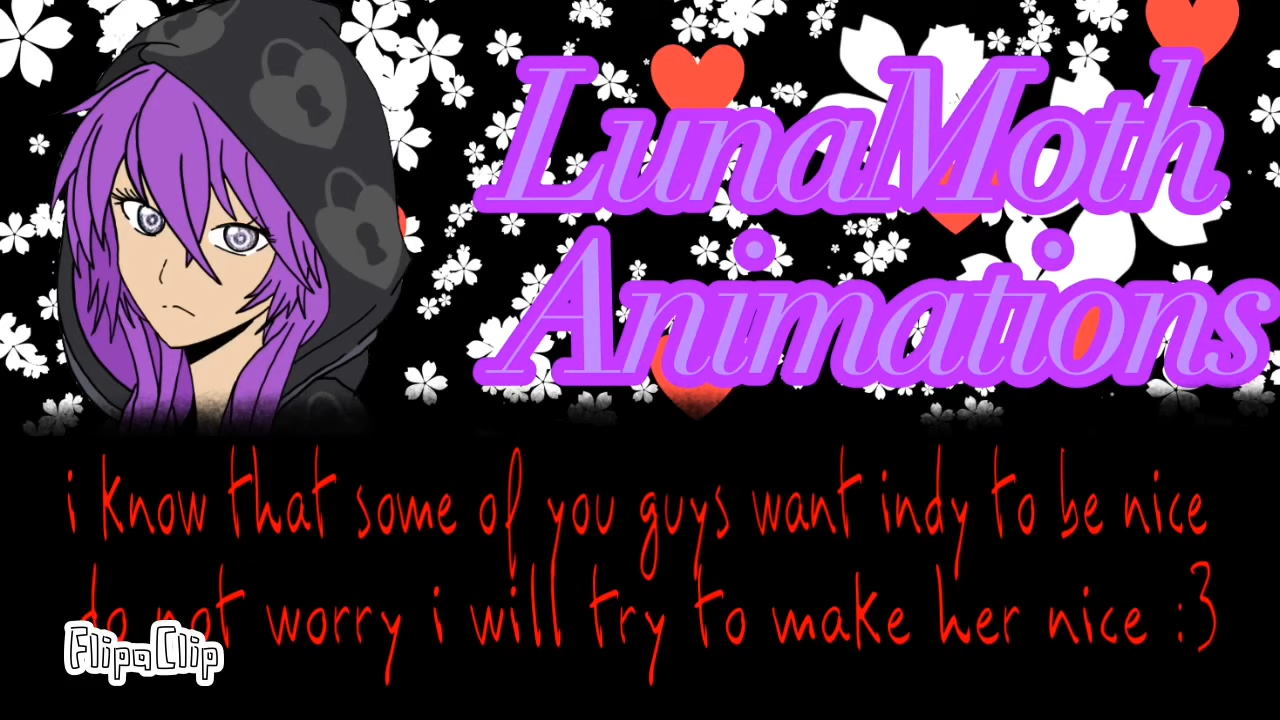 LunaMoth
Animations
i know that some of you guys want indy to be nice
do not worry i will try to make her nice :3
FlipaClip